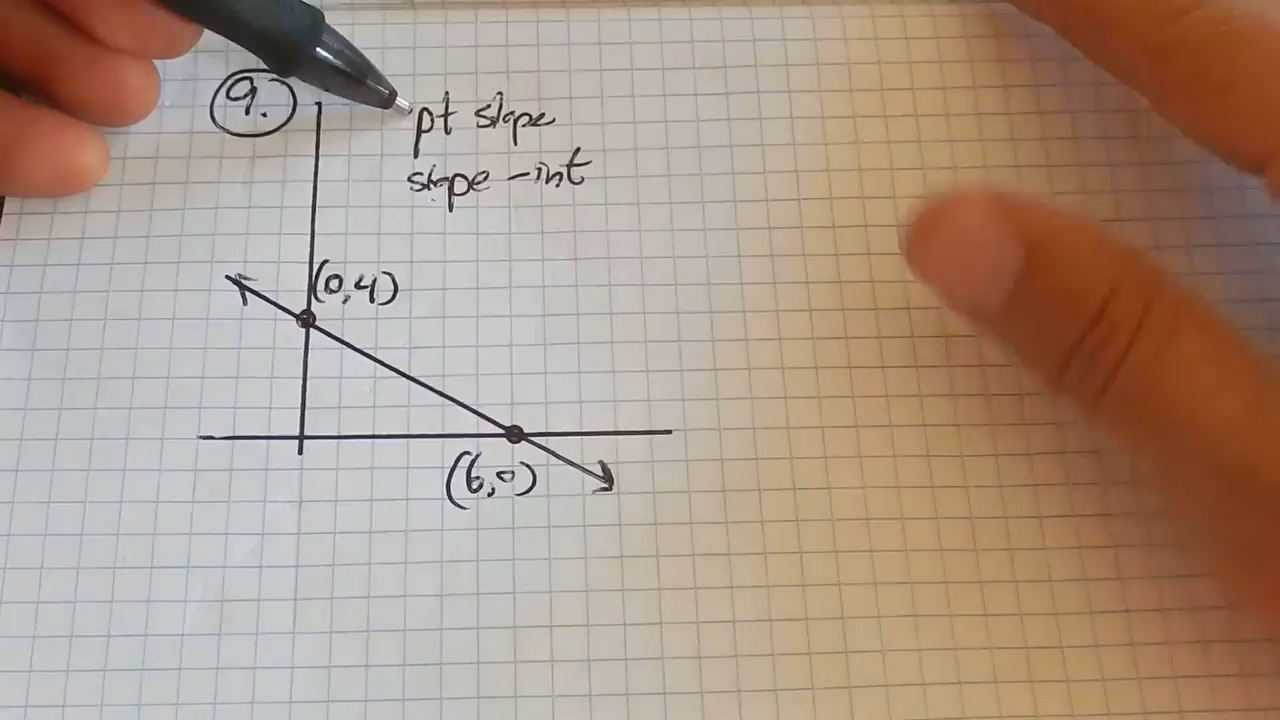 9.
pt slope
slope -int
(0,4)
(6,0)